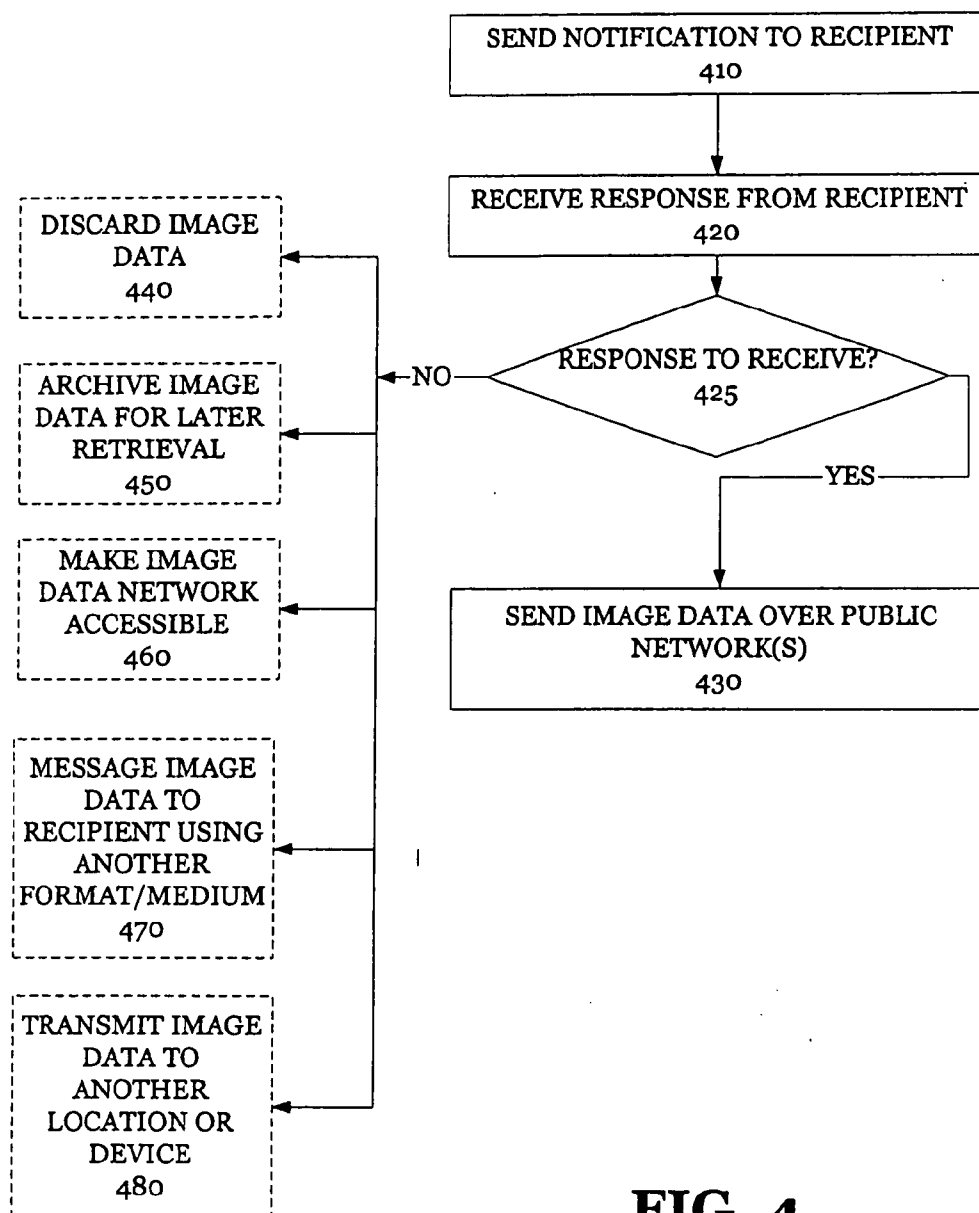 SEND NOTIFICATION TO RECIPIENT
410
RECEIVE RESPONSE FROM RECIPIENT
420
RESPONSE TO RECEIVE?
425
NO
YES
SEND IMAGE DATA OVER PUBLIC
NETWORK(S)
430
DISCARD IMAGE
DATA
440
ARCHIVE IMAGE
DATA FOR LATER
RETRIEVAL
450
MAKE IMAGE
DATA NETWORK
ACCESSIBLE
460
MESSAGE IMAGE
DATA TO
RECIPIENT USING
ANOTHER
FORMAT/MEDIUM
470
TRANSMIT IMAGE
DATA TO
ANOTHER
LOCATION OR
DEVICE
480
FIG. 4